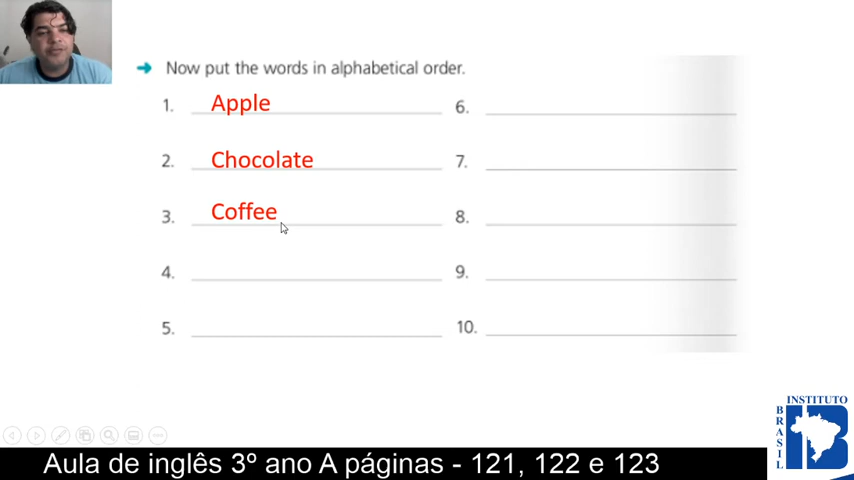 Now put the words in alphabetical order.
1. Apple
2. Chocolate
3. Coffee
4.
5.
6.
7.
8.
9.
10.
INSTITUTO
BRASIL
IB
Aula de inglês 3º ano A páginas - 121, 122 e 123